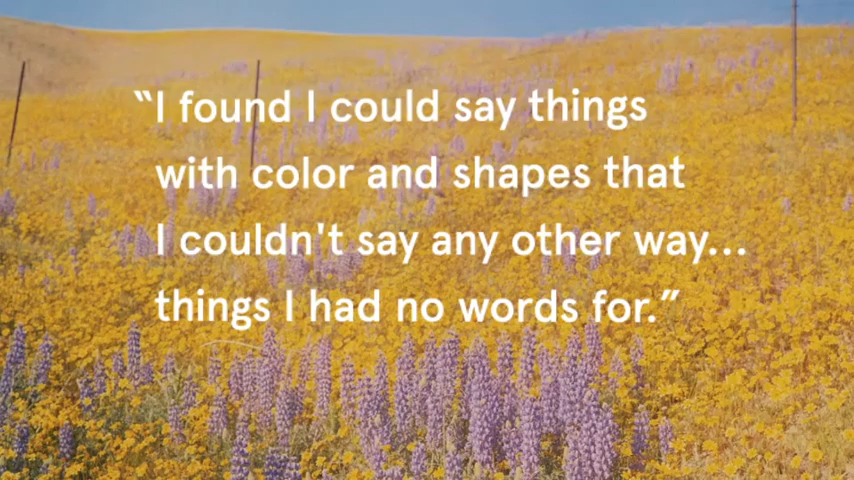 “I found I could say things
with color and shapes that
I couldn't say any other way...
things I had no words for.”